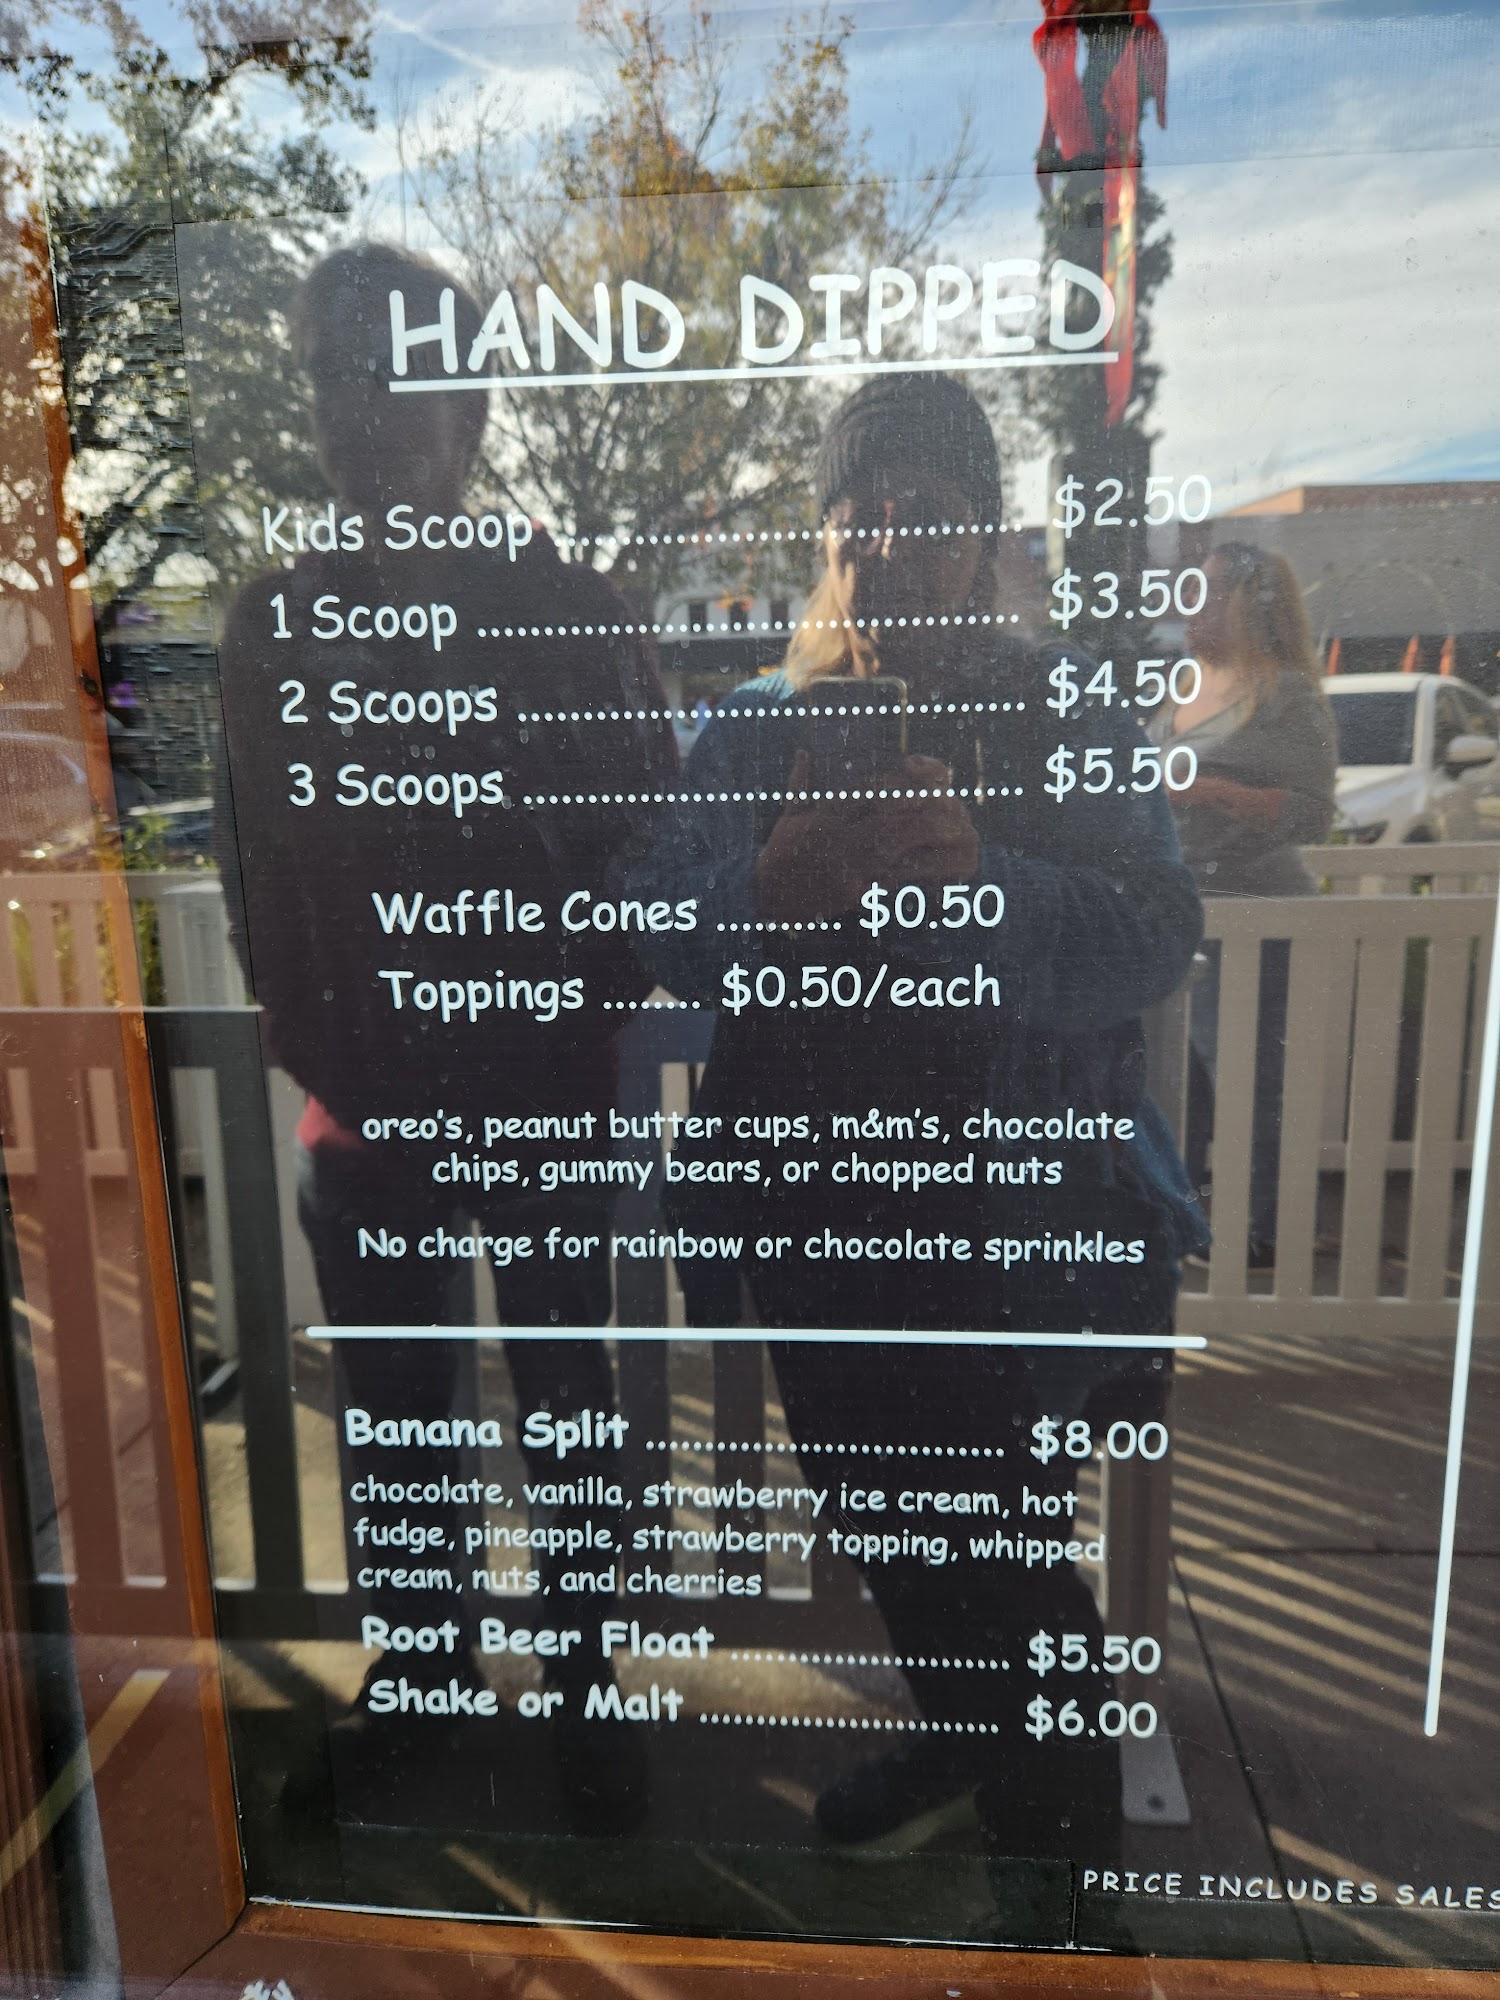 HAND DIPPED
Kids Scoop ........................................ $2.50
1 Scoop ........................................ $3.50
2 Scoops ........................................ $4.50
3 Scoops ........................................ $5.50
Waffle Cones .......... $0.50
Toppings ........ $0.50/each
oreo's, peanut butter cups, m&m's, chocolate
chips, gummy bears, or chopped nuts
No charge for rainbow or chocolate sprinkles
Banana Split ................................ $8.00
chocolate, vanilla, strawberry ice cream, hot
fudge, pineapple, strawberry topping, whipped
cream, nuts, and cherries
Root Beer Float ........................ $5.50
Shake or Malt .......................... $6.00
PRICE INCLUDES SALES